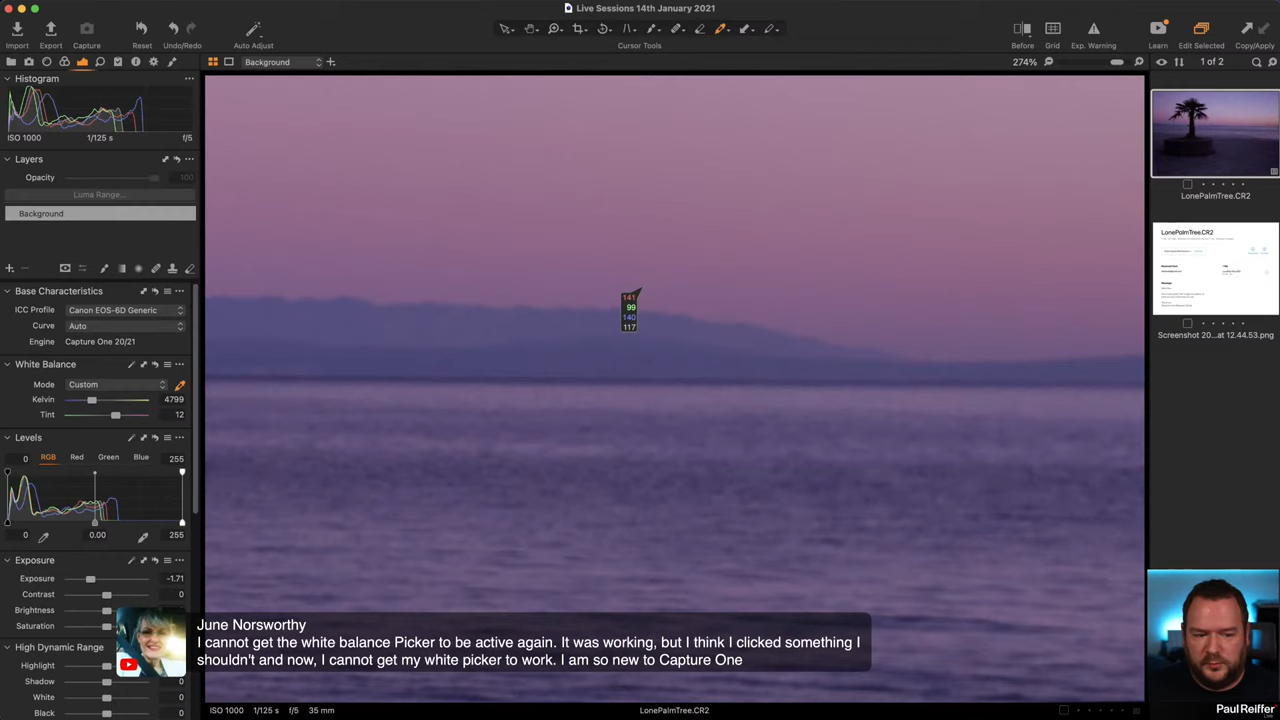 Live Sessions 14th January 2021
Import
Export
Capture
Reset
Undo/Redo
Auto Adjust
Cursor Tools
Before
Grid
Exp. Warning
Learn
Edit Selected
Copy/Apply
Background
274%
1 of 2
Histogram
ISO 1000
1/125 s
f/5
Layers
Opacity
100
Luma Range...
Background
Base Characteristics
ICC Profile
Canon EOS-6D Generic
Curve
Auto
Engine
Capture One 20/21
White Balance
Mode
Custom
Kelvin
4799
Tint
12
Levels
0
RGB
Red
Green
Blue
255
0
0.00
255
Exposure
Exposure
-1.71
Contrast
0
Brightness
0
Saturation
0
High Dynamic Range
Highlight
0
Shadow
0
White
0
Black
0
141
99
140
117
LonePalmTree.CR2
LonePalmTree.CR2
Screenshot 20...at 12.44.53.png
June Norsworthy
I cannot get the white balance Picker to be active again. It was working, but I think I clicked something I
shouldn't and now, I cannot get my white picker to work. I am so new to Capture One
ISO 1000
1/125 s
f/5
35 mm
LonePalmTree.CR2
Paul Reiffer
Live